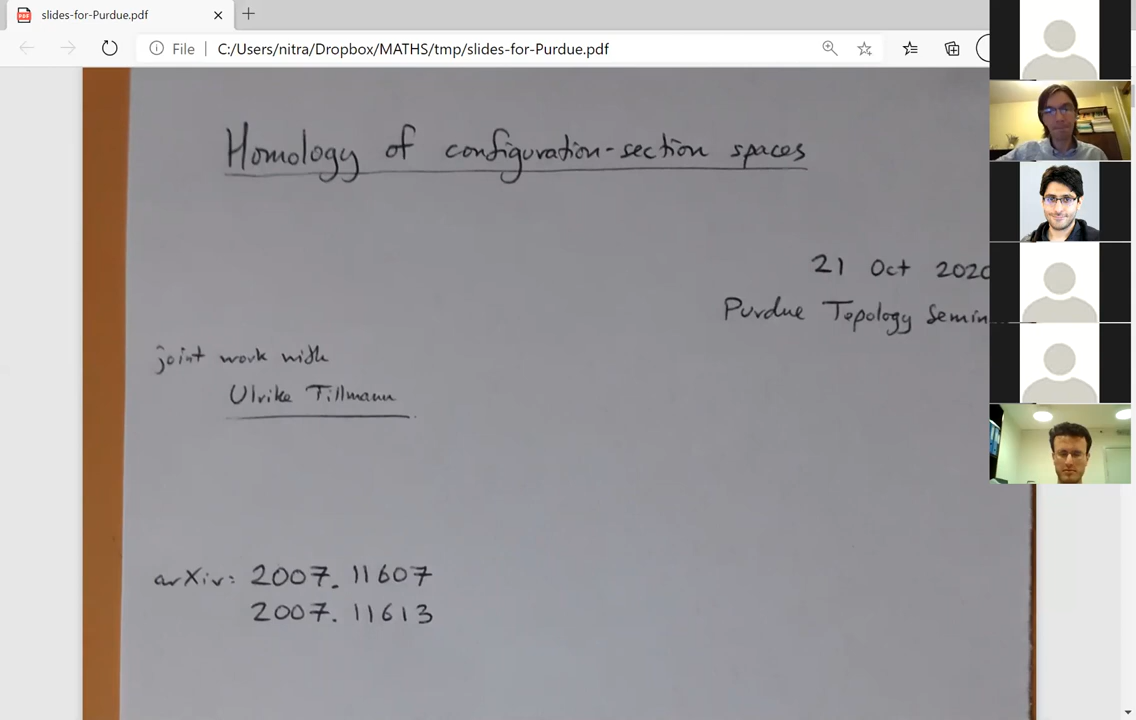 slides-for-Purdue.pdf
File | C:/Users/nitra/Dropbox/MATHS/tmp/slides-for-Purdue.pdf
Homology of configuration-section spaces
21 Oct 2020
Purdue Topology Semin
joint work with
Ulrike Tillmann
arXiv: 2007.11607
2007.11613